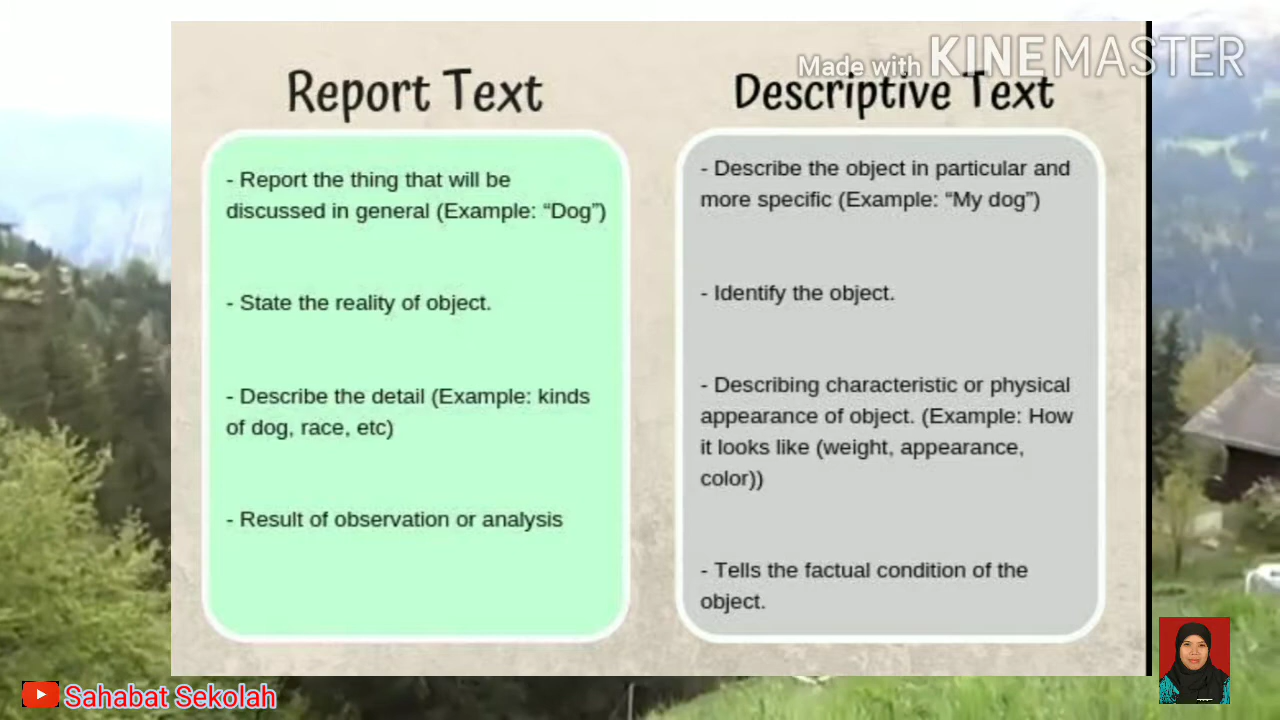 Made with KINEMASTER
Report Text
- Report the thing that will be
discussed in general (Example: “Dog”)
- State the reality of object.
- Describe the detail (Example: kinds
of dog, race, etc)
- Result of observation or analysis
Descriptive Text
- Describe the object in particular and
more specific (Example: “My dog”)
- Identify the object.
- Describing characteristic or physical
appearance of object. (Example: How
it looks like (weight, appearance,
color))
- Tells the factual condition of the
object.
Sahabat Sekolah